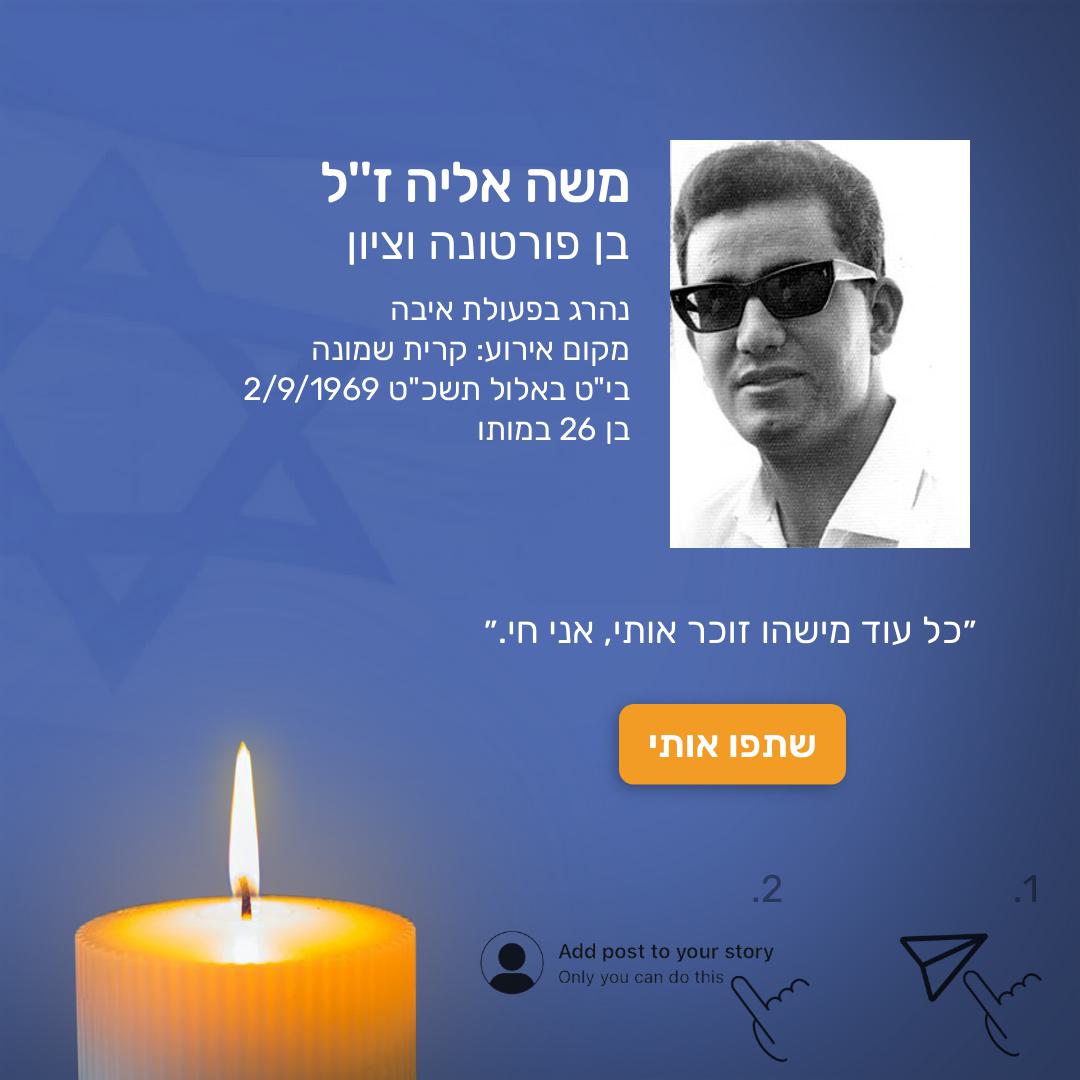 משה אליה ז"ל
בן פורטונה וציון
נהרג בפעולת איבה
מקום אירוע: קרית שמונה
בי"ט באלול תשכ"ט 2/9/1969
בן 26 במותו
״כל עוד מישהו זוכר אותי, אני חי.״
שתפו אותי
1.
2.
Add post to your story
Only you can do this